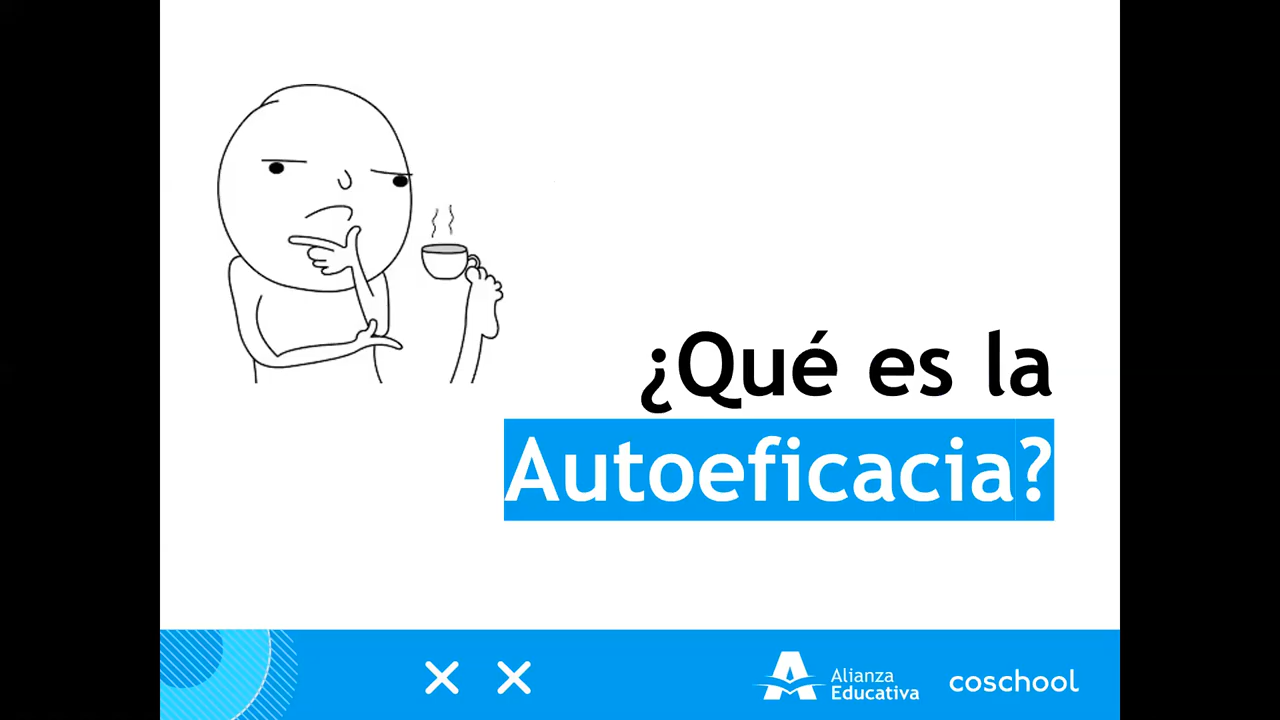 ¿Qué es la
Autoeficacia?
Alianza
Educativa
coschool